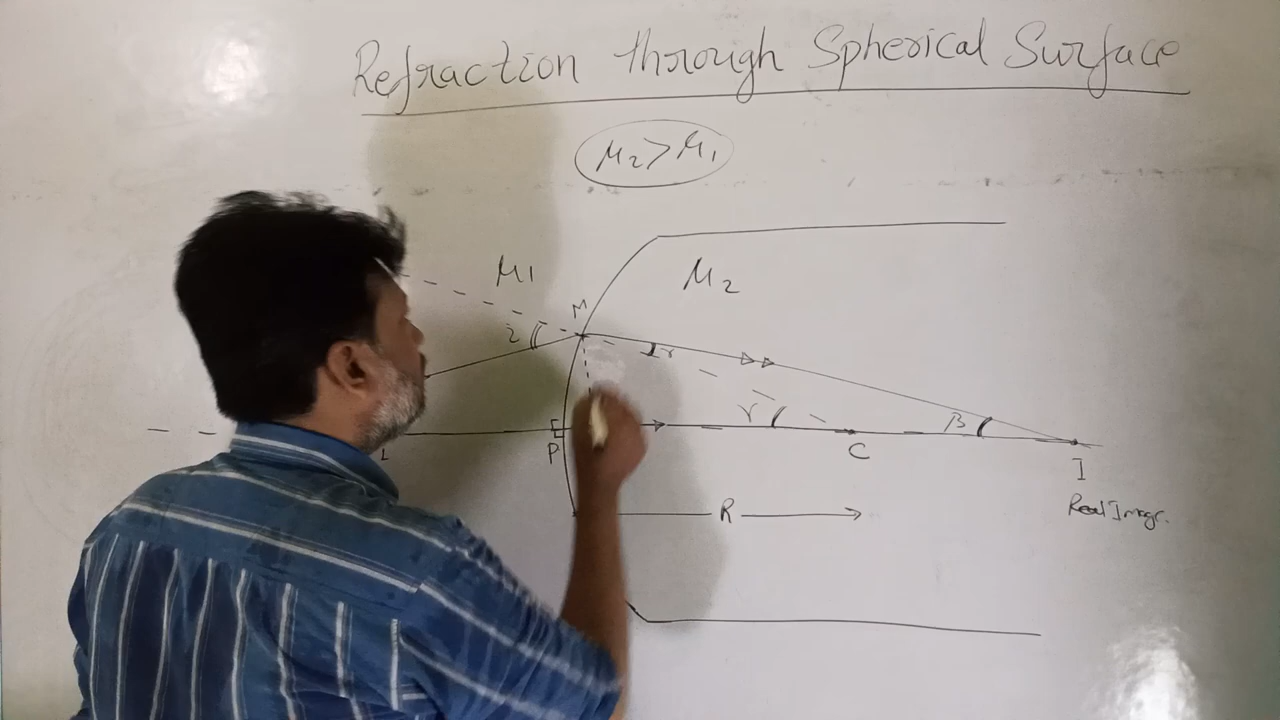 Refraction through Spherical Surface
μ₂>μ₁
μ₁
μ₂
M
i
r
γ
β
P
C
I
R
Real Image.